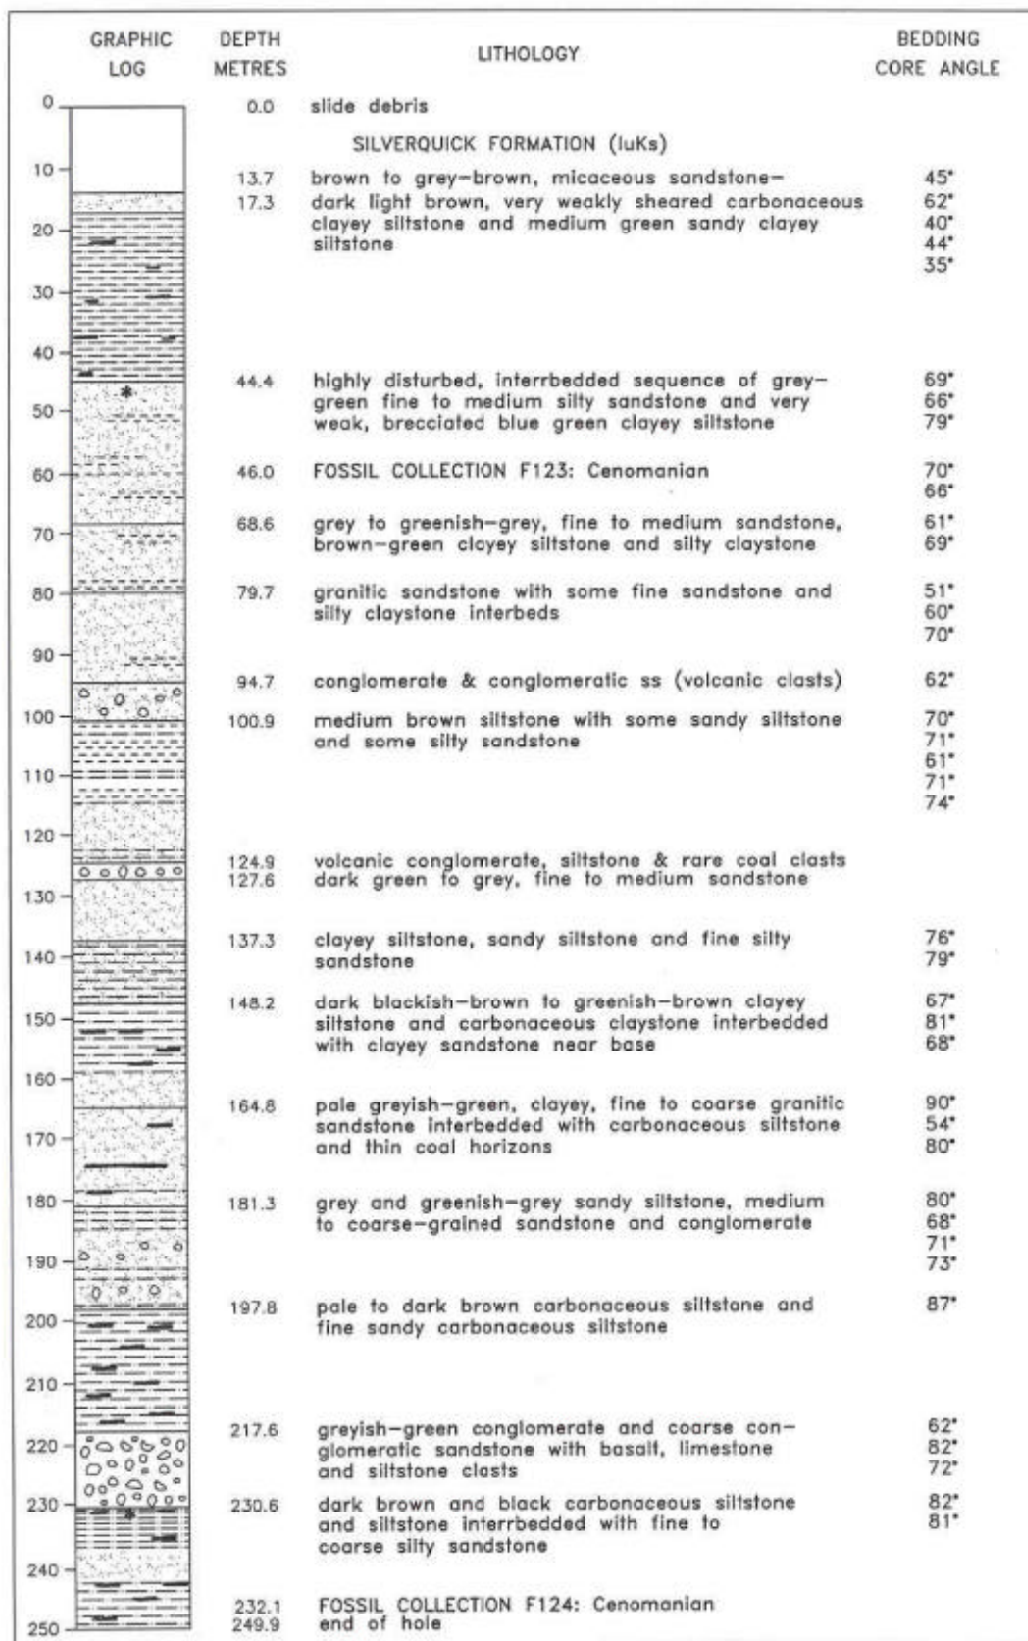 GRAPHIC DEPTH LITHOLOGY BEDDING
LOG METRES CORE ANGLE
0 0.0 slide debris
SILVERQUICK FORMATION (luKs)
10 13.7 brown to grey-brown, micaceous sandstone- 45°
17.3 dark light brown, very weakly sheared carbonaceous 62°
20 clayey siltstone and medium green sandy clayey 40°
siltstone 44°
35°
30
40 44.4 highly disturbed, interrbedded sequence of grey- 69°
green fine to medium silty sandstone and very 66°
50 weak, brecciated blue green clayey siltstone 79°
60 46.0 FOSSIL COLLECTION F123: Cenomanian 70°
66°
68.6 grey to greenish-grey, fine to medium sandstone, 61°
70 brown-green clayey siltstone and silty claystone 69°
80 79.7 granitic sandstone with some fine sandstone and 51°
silty claystone interbeds 60°
70°
90
94.7 conglomerate & conglomeratic ss (volcanic clasts) 62°
100 100.9 medium brown siltstone with some sandy siltstone 70°
and some silty sandstone 71°
61°
110 71°
74°
120
124.9 volcanic conglomerate, siltstone & rare coal clasts
127.6 dark green to grey, fine to medium sandstone
130
137.3 clayey siltstone, sandy siltstone and fine silty 76°
140 sandstone 79°
148.2 dark blackish-brown to greenish-brown clayey 67°
150 siltstone and carbonaceous claystone interbedded 81°
with clayey sandstone near base 68°
160
164.8 pale greyish-green, clayey, fine to coarse granitic 90°
sandstone interbedded with carbonaceous siltstone 54°
170 and thin coal horizons 80°
180 181.3 grey and greenish-grey sandy siltstone, medium 80°
to coarse-grained sandstone and conglomerate 68°
71°
190 73°
197.8 pale to dark brown carbonaceous siltstone and 87°
200 fine sandy carbonaceous siltstone
210
217.6 greyish-green conglomerate and coarse con- 62°
220 glomeratic sandstone with basalt, limestone 82°
and siltstone clasts 72°
230 230.6 dark brown and black carbonaceous siltstone 82°
and siltstone interrbedded with fine to 81°
coarse silty sandstone
240
232.1 FOSSIL COLLECTION F124: Cenomanian
250 249.9 end of hole